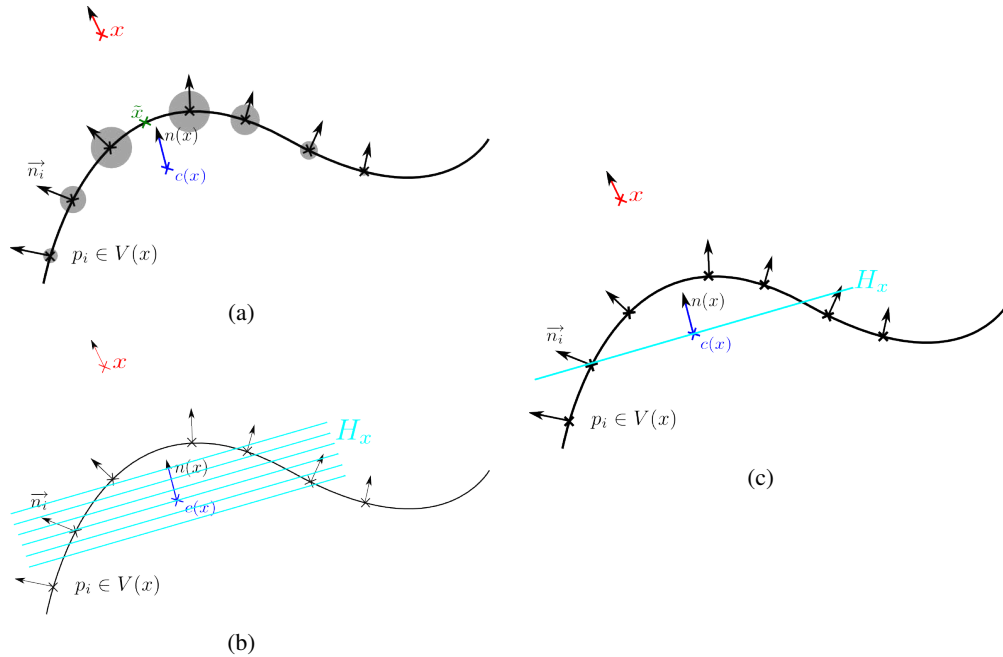 x
x̃
n(x)
c(x)
n⃗ᵢ
pᵢ ∈ V(x)
(a)
x
Hₓ
n(x)
c(x)
n⃗ᵢ
pᵢ ∈ V(x)
(b)
x
Hₓ
n(x)
c(x)
n⃗ᵢ
pᵢ ∈ V(x)
(c)